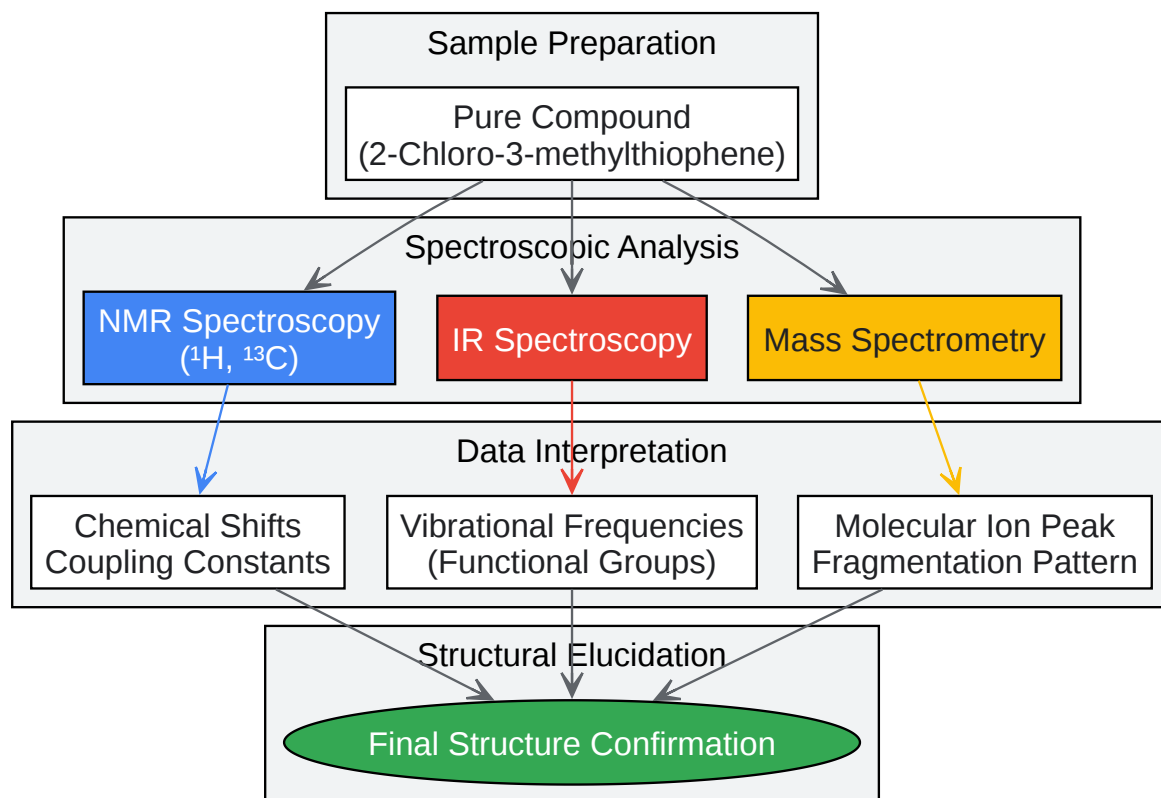 Sample Preparation
Pure Compound
(2-Chloro-3-methylthiophene)
Spectroscopic Analysis
NMR Spectroscopy
(¹H, ¹³C)
IR Spectroscopy
Mass Spectrometry
Data Interpretation
Chemical Shifts
Coupling Constants
Vibrational Frequencies
(Functional Groups)
Molecular Ion Peak
Fragmentation Pattern
Structural Elucidation
Final Structure Confirmation